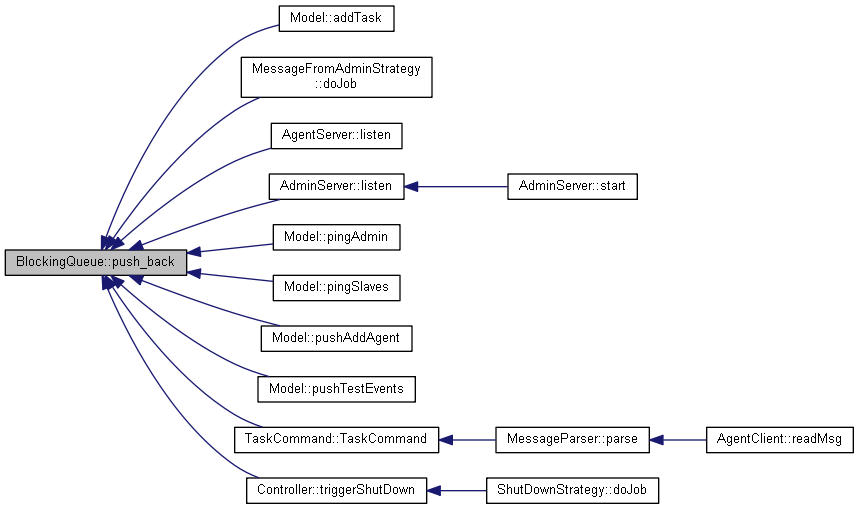 Model::addTask
MessageFromAdminStrategy
::doJob
AgentServer::listen
AdminServer::listen
AdminServer::start
Model::pingAdmin
BlockingQueue::push_back
Model::pingSlaves
Model::pushAddAgent
Model::pushTestEvents
TaskCommand::TaskCommand
MessageParser::parse
AgentClient::readMsg
Controller::triggerShutDown
ShutDownStrategy::doJob